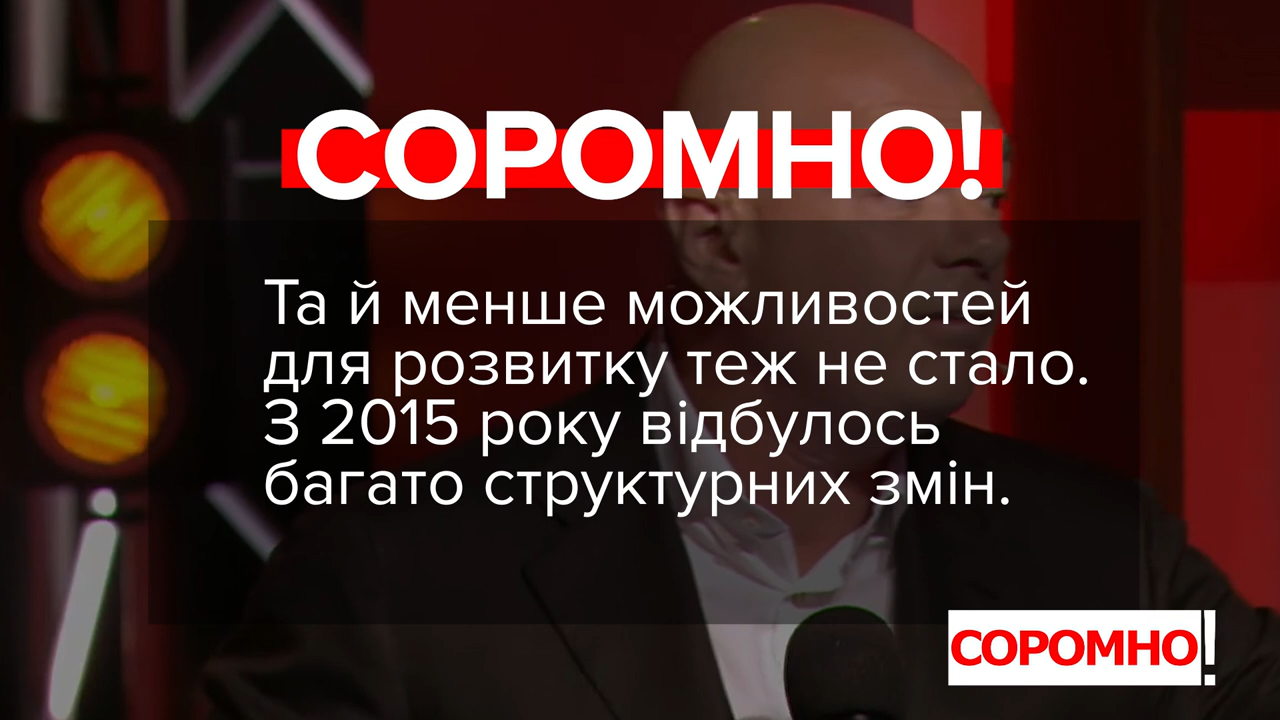 СОРОМНО!
Та й менше можливостей
для розвитку теж не стало.
З 2015 року відбулось
багато структурних змін.
СОРОМНО!